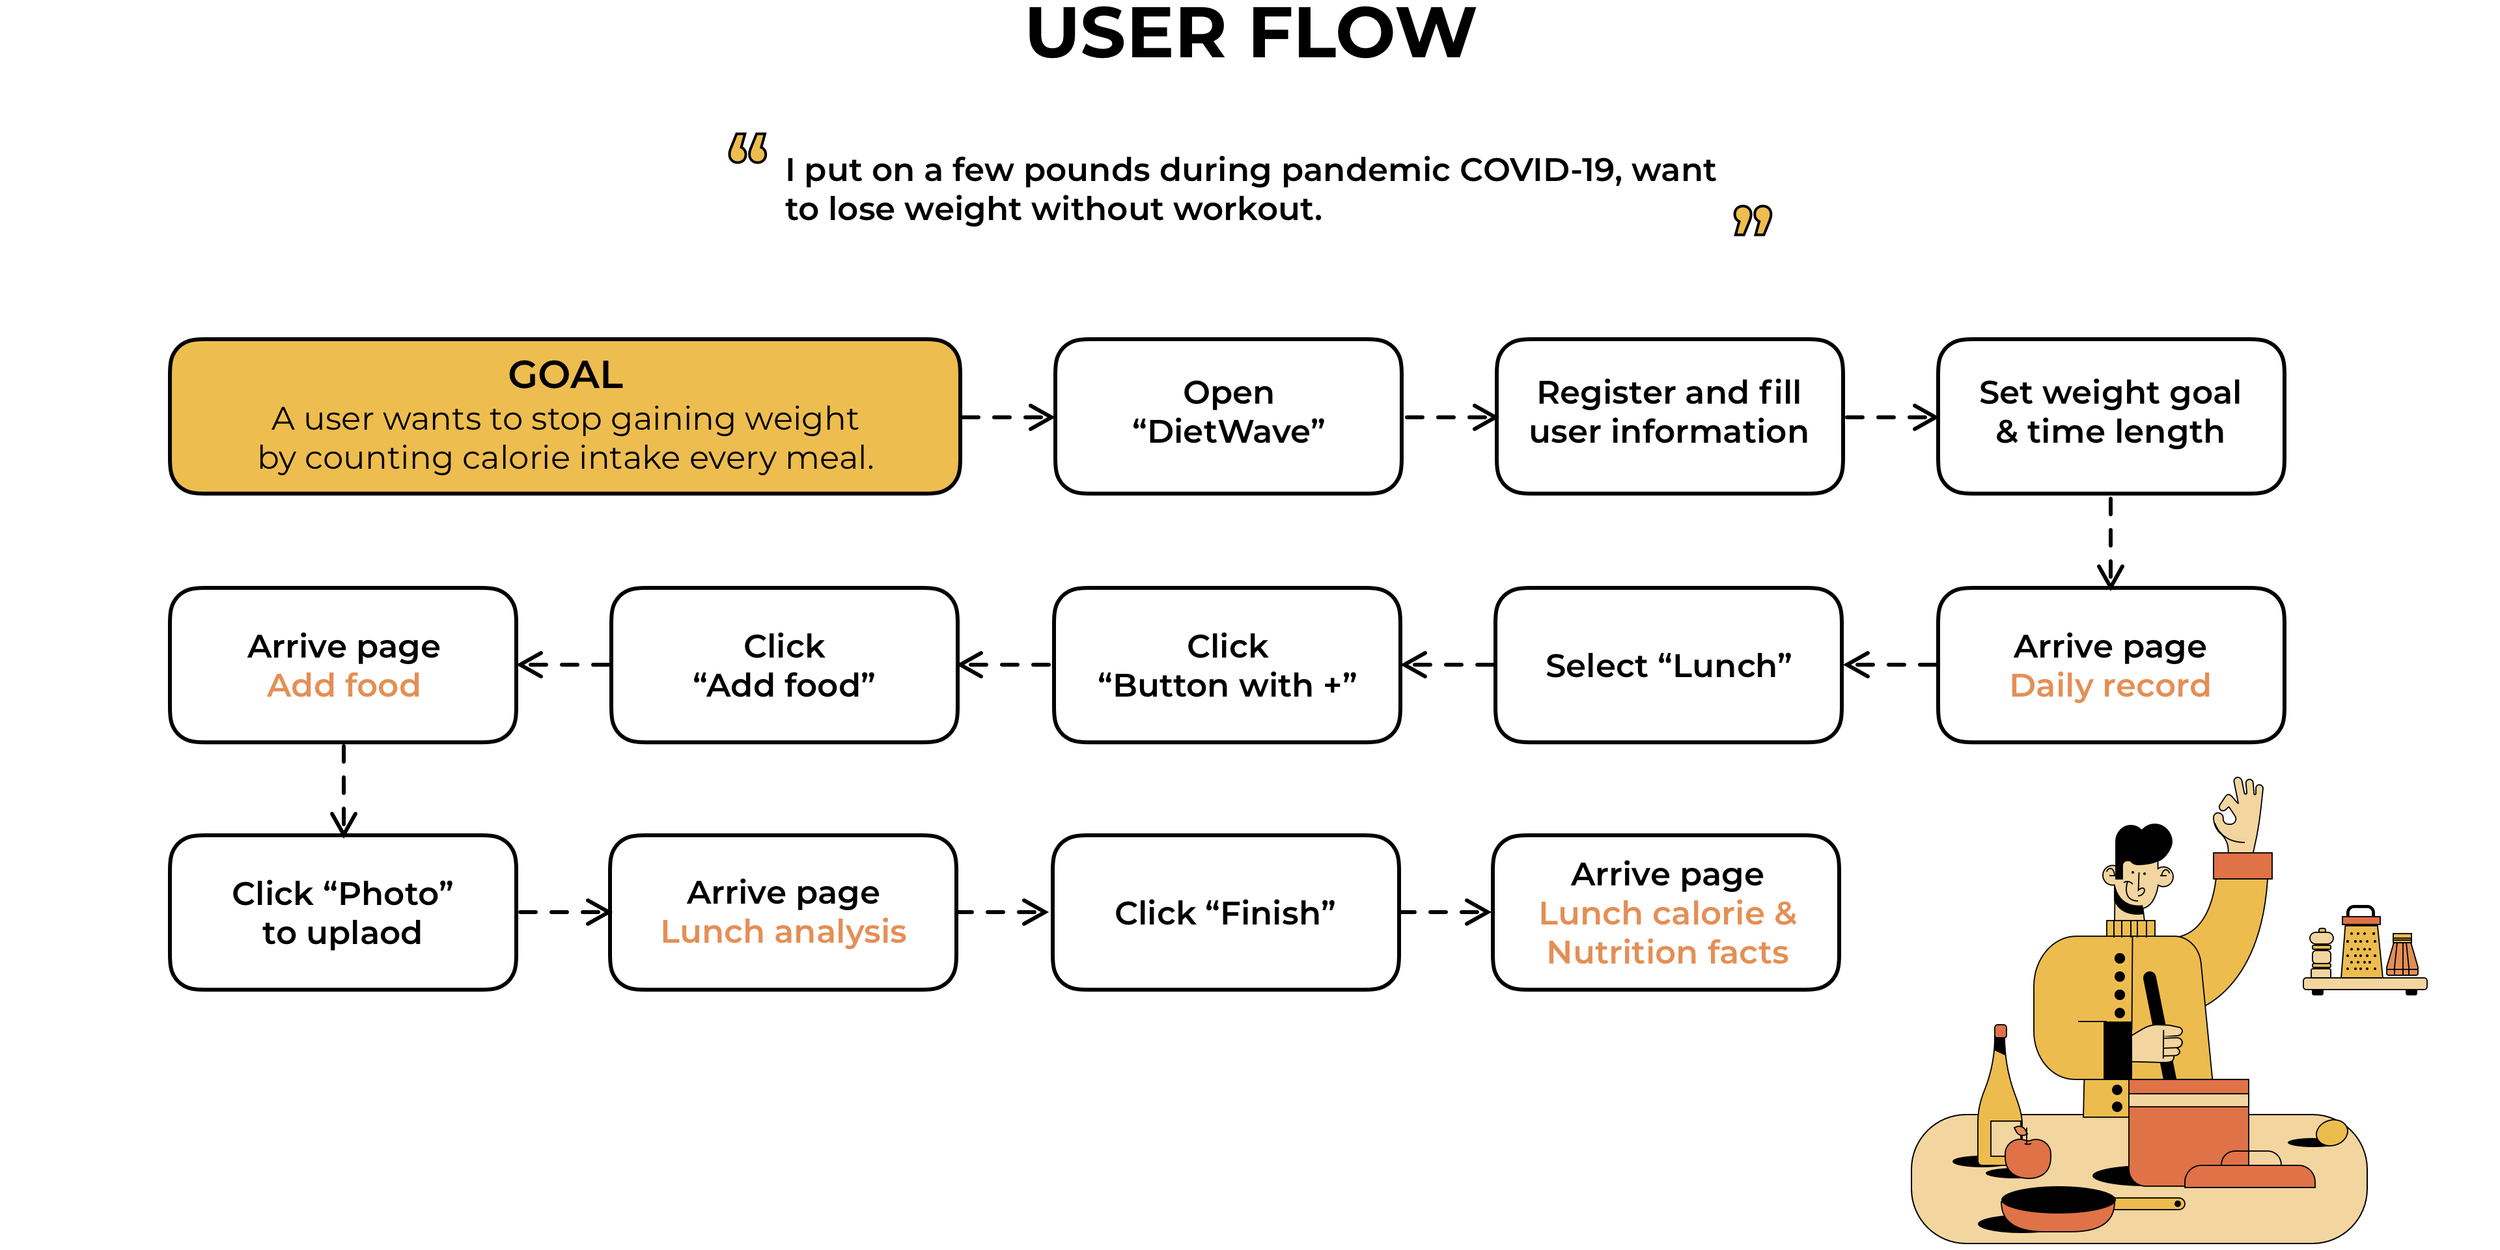 USER FLOW
“ I put on a few pounds during pandemic COVID-19, want
to lose weight without workout. ”
GOAL
A user wants to stop gaining weight
by counting calorie intake every meal.
Open
“DietWave”
Register and fill
user information
Set weight goal
& time length
Arrive page
Daily record
Select “Lunch”
Click
“Button with +”
Click
“Add food”
Arrive page
Add food
Click “Photo”
to uplaod
Arrive page
Lunch analysis
Click “Finish”
Arrive page
Lunch calorie &
Nutrition facts